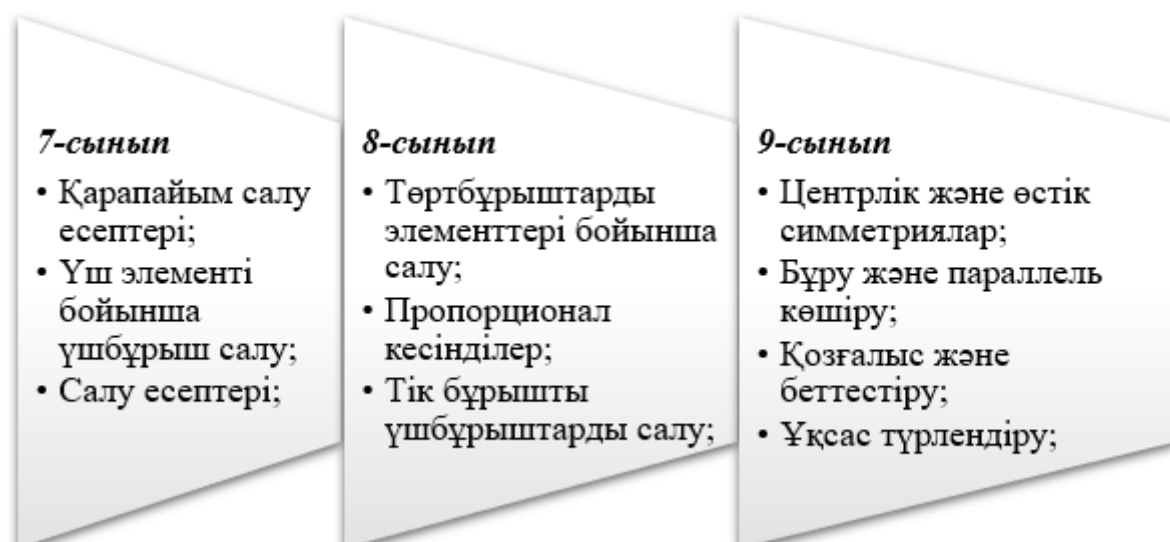 7-сынып
• Қарапайым салу
есептері;
• Үш элементі
бойынша
үшбұрыш салу;
• Салу есептері;
8-сынып
• Төртбұрыштарды
элементтері бойынша
салу;
• Пропорционал
кесінділер;
• Тік бұрышты
үшбұрыштарды салу;
9-сынып
• Центрлік және өстік
симметриялар;
• Бұру және параллель
көшіру;
• Қозғалыс және
беттестіру;
• Ұқсас түрлендіру;